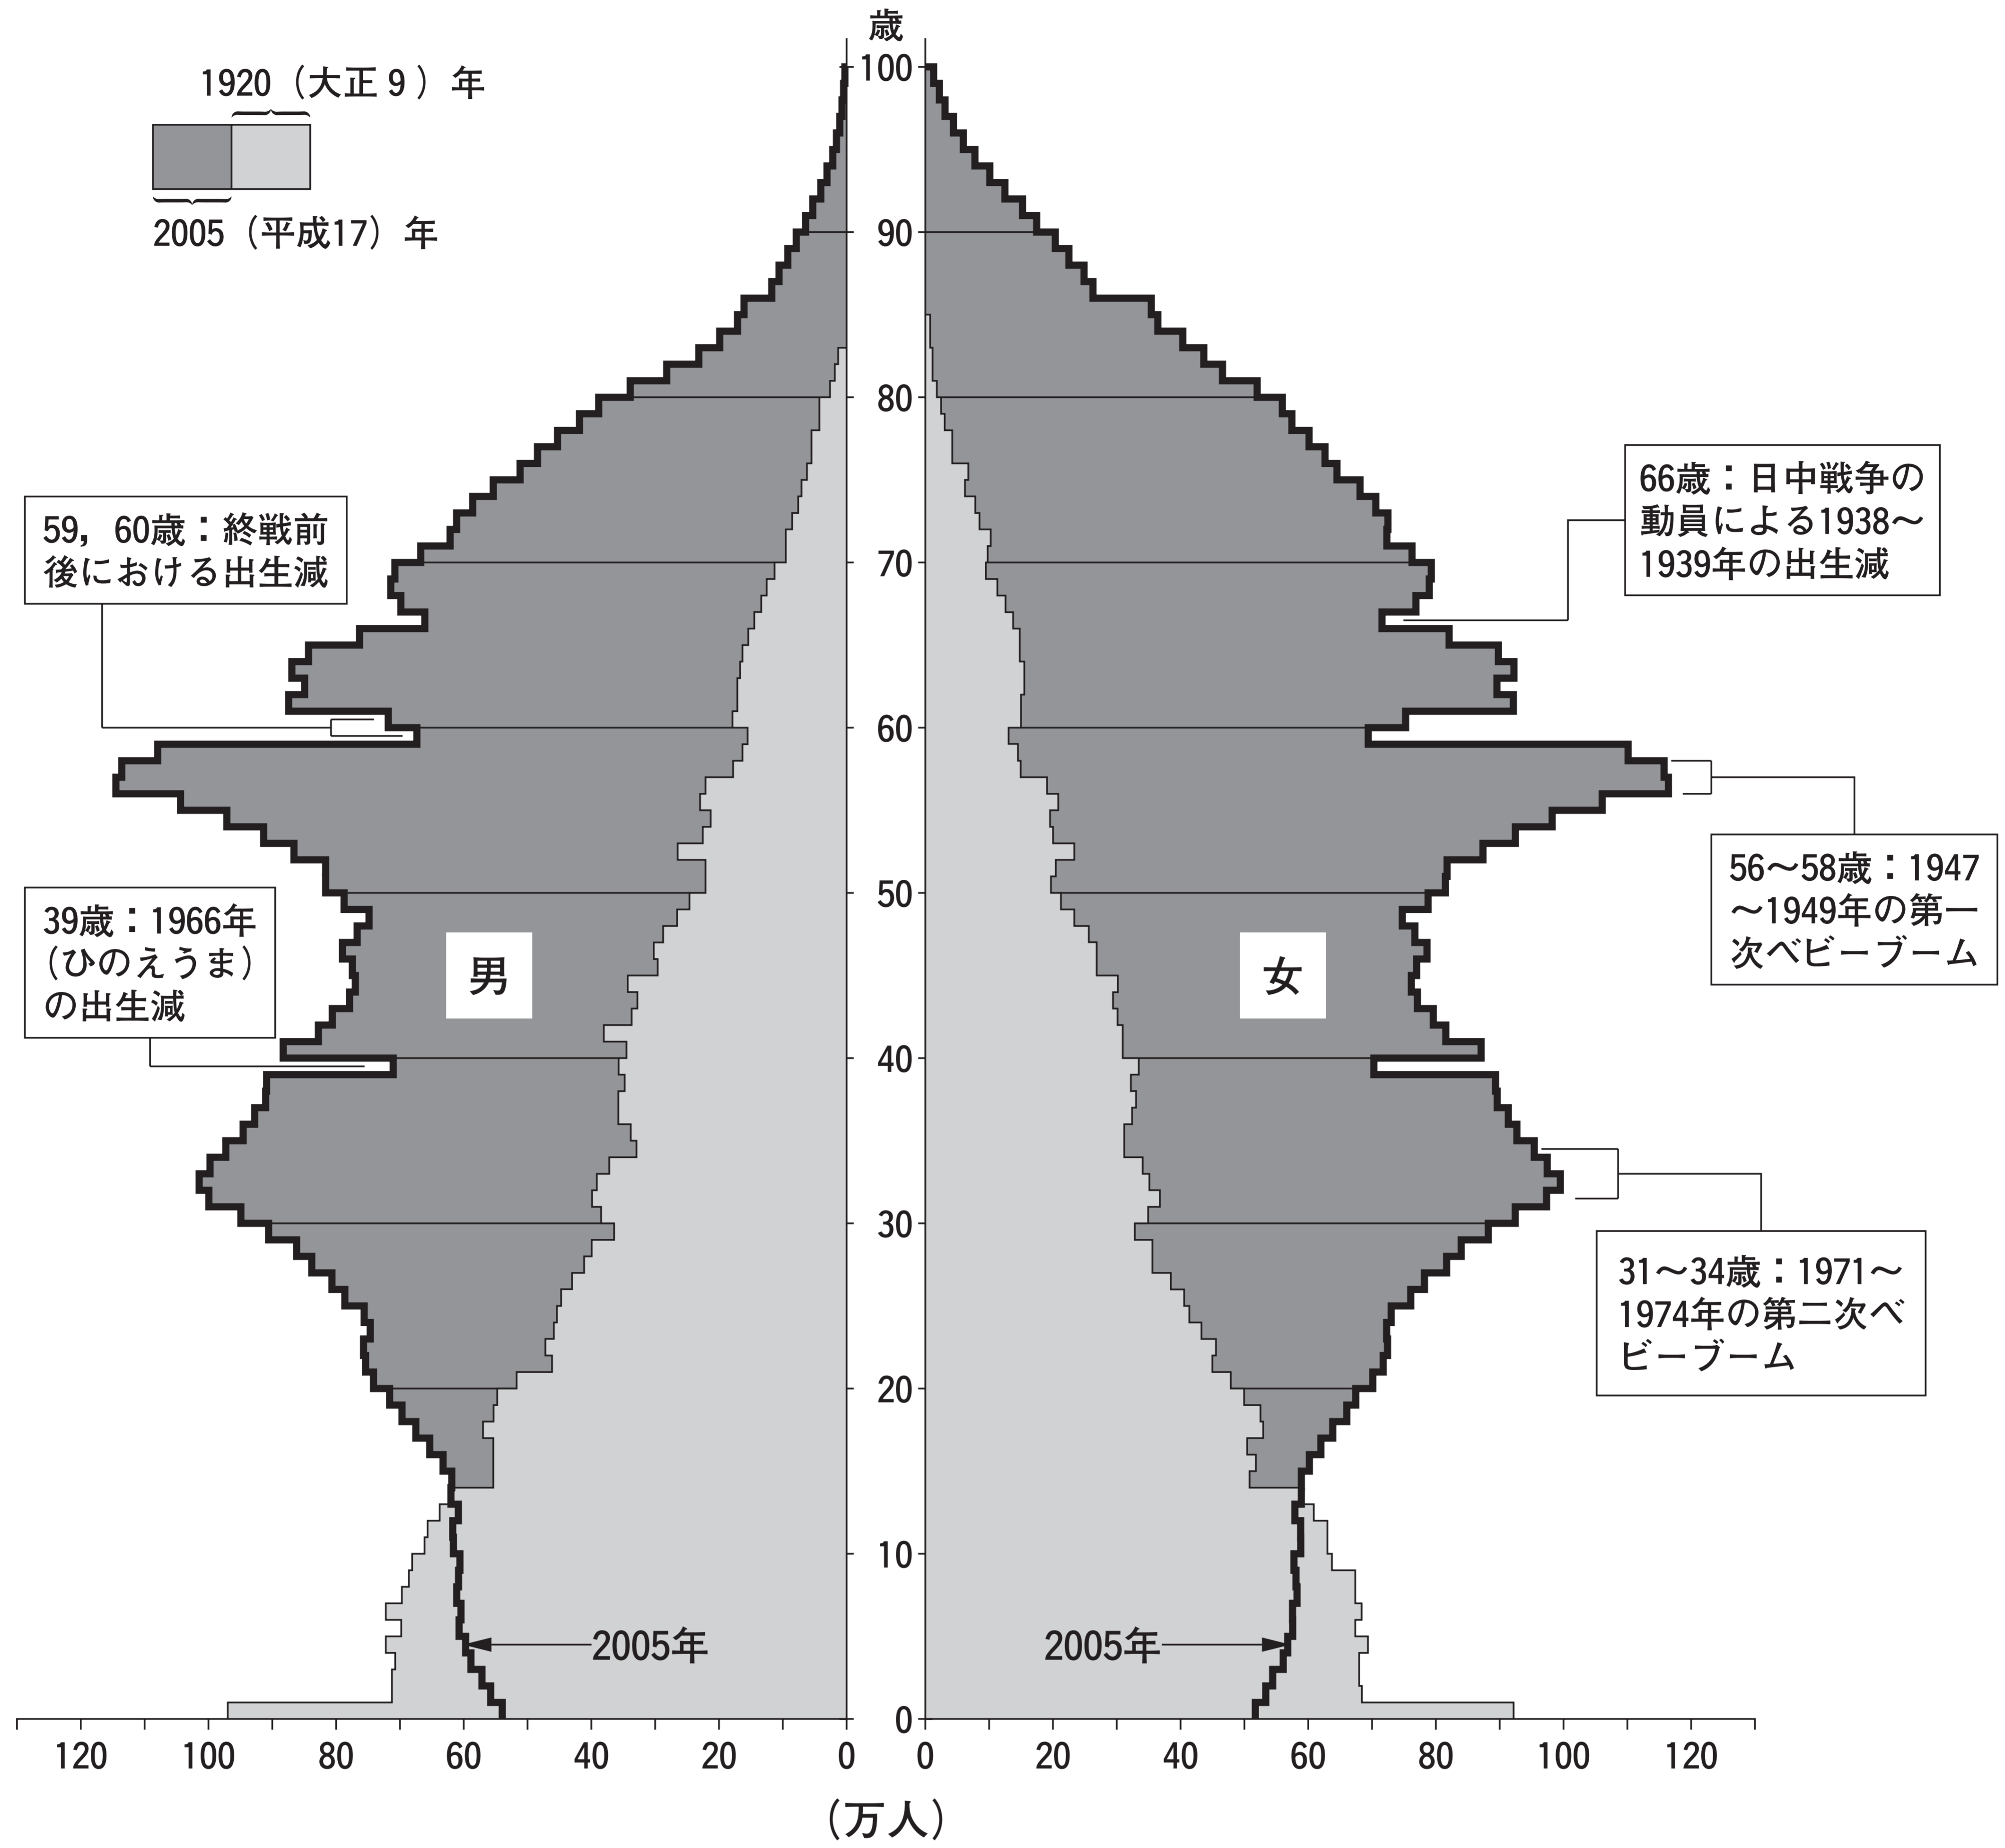 歳
1920（大正9）年
2005（平成17）年
100
90
80
70
60
50
40
30
20
10
0
66歳：日中戦争の
動員による1938～
1939年の出生減
59，60歳：終戦前
後における出生減
56～58歳：1947
～1949年の第一
次ベビーブーム
39歳：1966年
（ひのえうま）
の出生減
男
女
31～34歳：1971～
1974年の第二次ベ
ビーブーム
2005年
2005年
120 100 80 60 40 20 0
0 20 40 60 80 100 120
（万人）